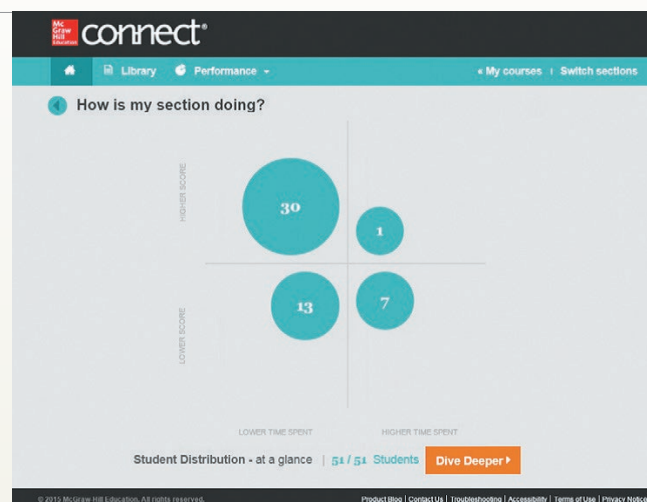 Mc
Graw
Hill
Education
connect®
Library
Performance
« My courses | Switch sections
How is my section doing?
HIGHER SCORE
30
1
LOWER SCORE
13
7
LOWER TIME SPENT
HIGHER TIME SPENT
Student Distribution - at a glance | 51 / 51 Students
Dive Deeper
© 2015 McGraw Hill Education. All rights reserved.
Product Blog | Contact Us | Troubleshooting | Accessibility | Terms of Use | Privacy Notice